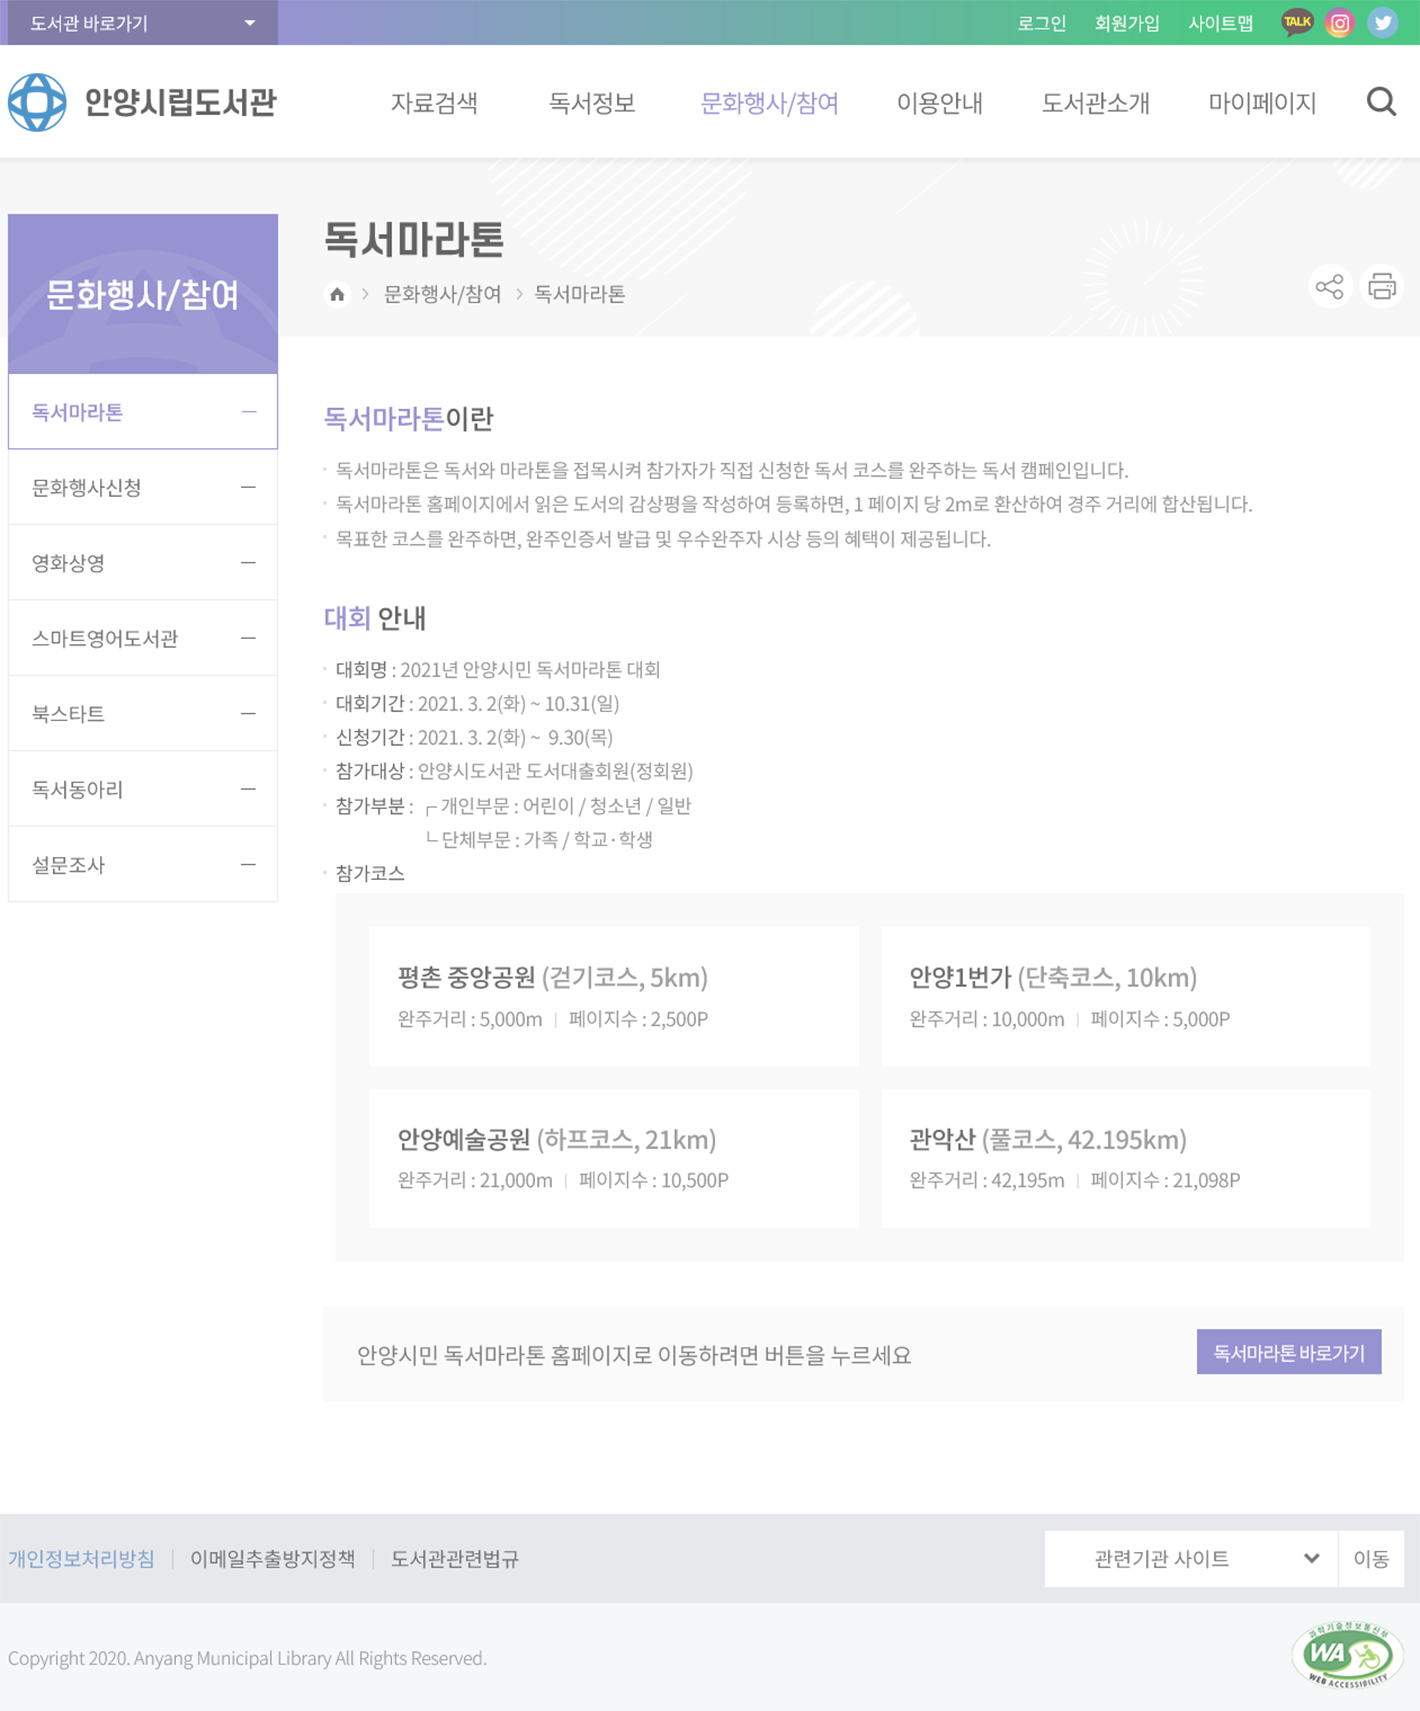 도서관 바로가기
로그인 회원가입 사이트맵 TALK
안양시립도서관
자료검색 독서정보 문화행사/참여 이용안내 도서관소개 마이페이지
문화행사/참여
독서마라톤
문화행사신청
영화상영
스마트영어도서관
북스타트
독서동아리
설문조사
독서마라톤
문화행사/참여 > 독서마라톤
독서마라톤이란
독서마라톤은 독서와 마라톤을 접목시켜 참가자가 직접 신청한 독서 코스를 완주하는 독서 캠페인입니다.
독서마라톤 홈페이지에서 읽은 도서의 감상평을 작성하여 등록하면, 1 페이지 당 2m로 환산하여 경주 거리에 합산됩니다.
목표한 코스를 완주하면, 완주인증서 발급 및 우수완주자 시상 등의 혜택이 제공됩니다.
대회 안내
대회명 : 2021년 안양시민 독서마라톤 대회
대회기간 : 2021. 3. 2(화) ~ 10.31(일)
신청기간 : 2021. 3. 2(화) ~ 9.30(목)
참가대상 : 안양시도서관 도서대출회원(정회원)
참가부분 : ┌ 개인부문 : 어린이 / 청소년 / 일반
└ 단체부문 : 가족 / 학교·학생
참가코스
평촌 중앙공원 (걷기코스, 5km)
완주거리 : 5,000m | 페이지수 : 2,500P
안양1번가 (단축코스, 10km)
완주거리 : 10,000m | 페이지수 : 5,000P
안양예술공원 (하프코스, 21km)
완주거리 : 21,000m | 페이지수 : 10,500P
관악산 (풀코스, 42.195km)
완주거리 : 42,195m | 페이지수 : 21,098P
안양시민 독서마라톤 홈페이지로 이동하려면 버튼을 누르세요
독서마라톤 바로가기
개인정보처리방침 | 이메일추출방지정책 | 도서관관련법규
관련기관 사이트 이동
Copyright 2020. Anyang Municipal Library All Rights Reserved.
과학기술정보통신부
WA
WEB ACCESSIBILITY